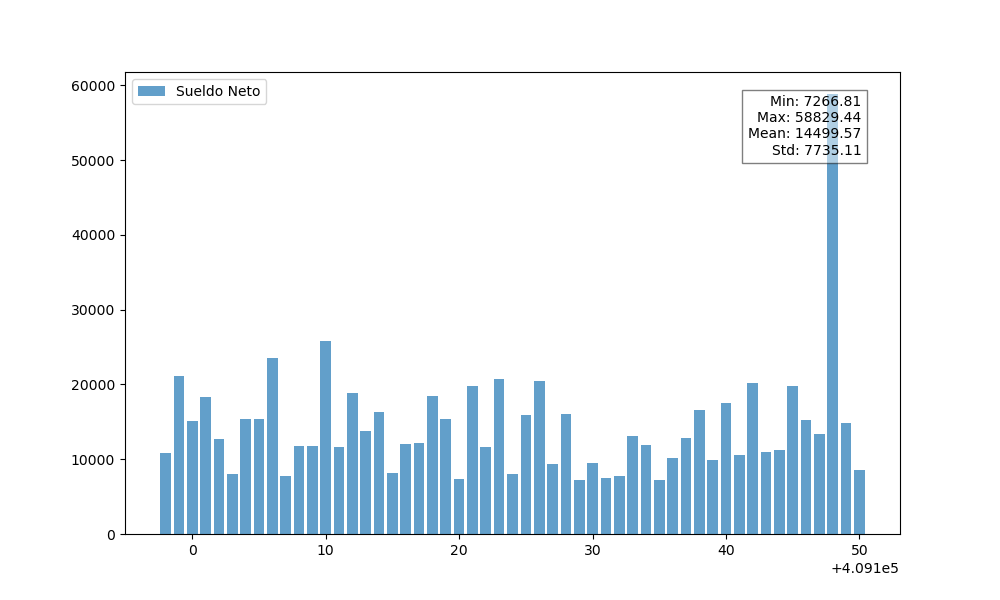 Sueldo Neto
Min: 7266.81
Max: 58829.44
Mean: 14499.57
Std: 7735.11
60000
50000
40000
30000
20000
10000
0
0 10 20 30 40 50
+4.091e5